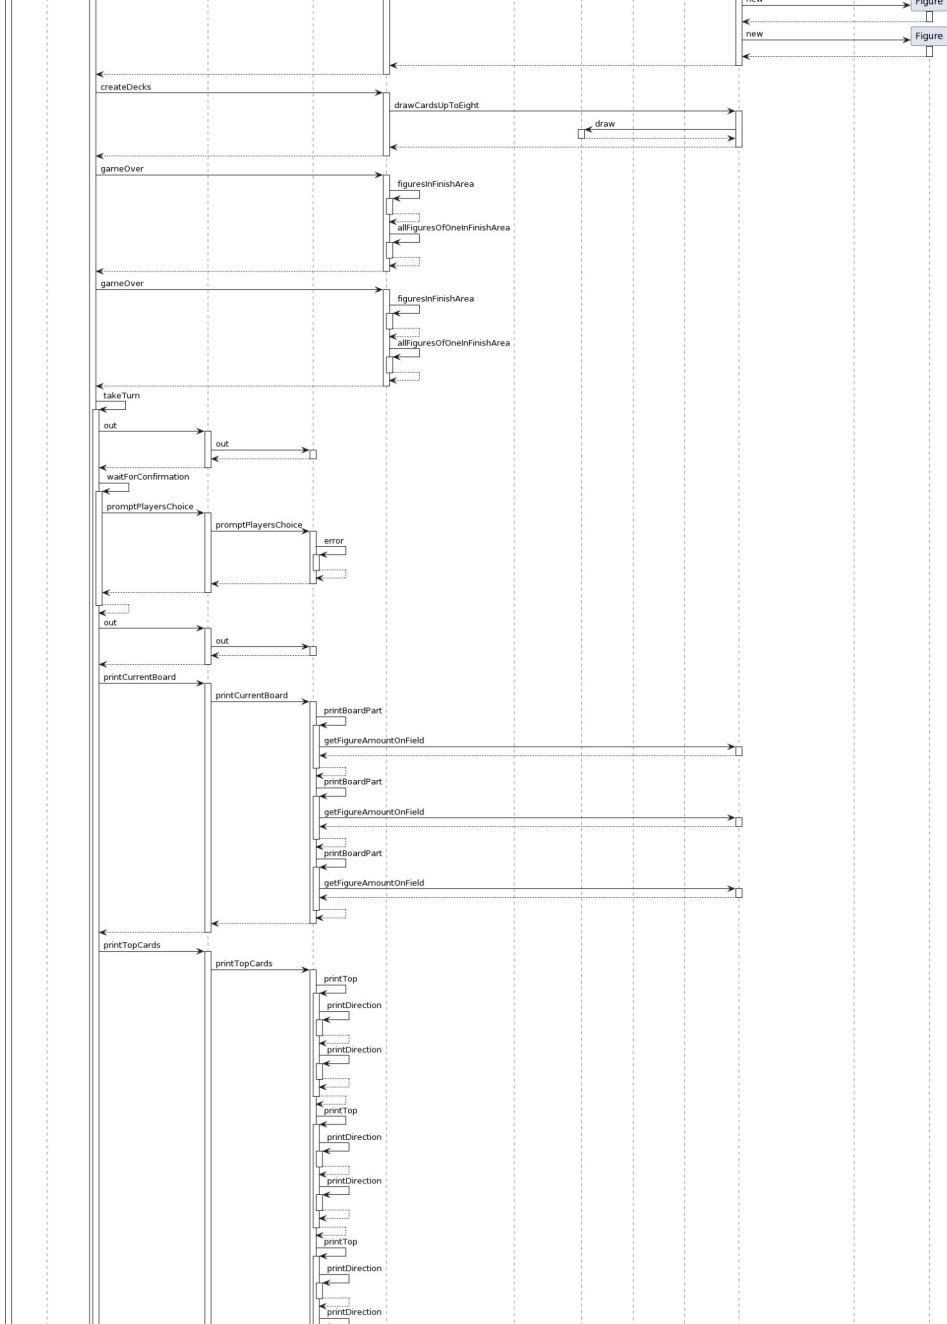 new
Figure
new
Figure
createDecks
drawCardsUpToEight
draw
gameOver
figuresInFinishArea
allFiguresOfOneInFinishArea
gameOver
figuresInFinishArea
allFiguresOfOneInFinishArea
takeTurn
out
out
waitForConfirmation
promptPlayersChoice
promptPlayersChoice
error
out
out
printCurrentBoard
printCurrentBoard
printBoardPart
getFigureAmountOnField
printBoardPart
getFigureAmountOnField
printBoardPart
getFigureAmountOnField
printTopCards
printTopCards
printTop
printDirection
printDirection
printTop
printDirection
printDirection
printTop
printDirection
printDirection